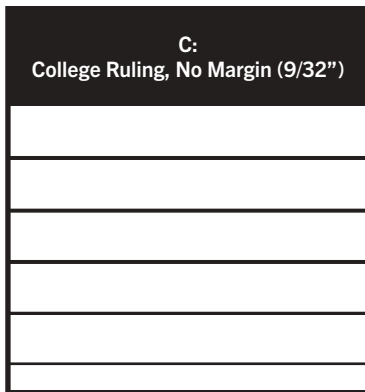 C:
College Ruling, No Margin (9/32”)